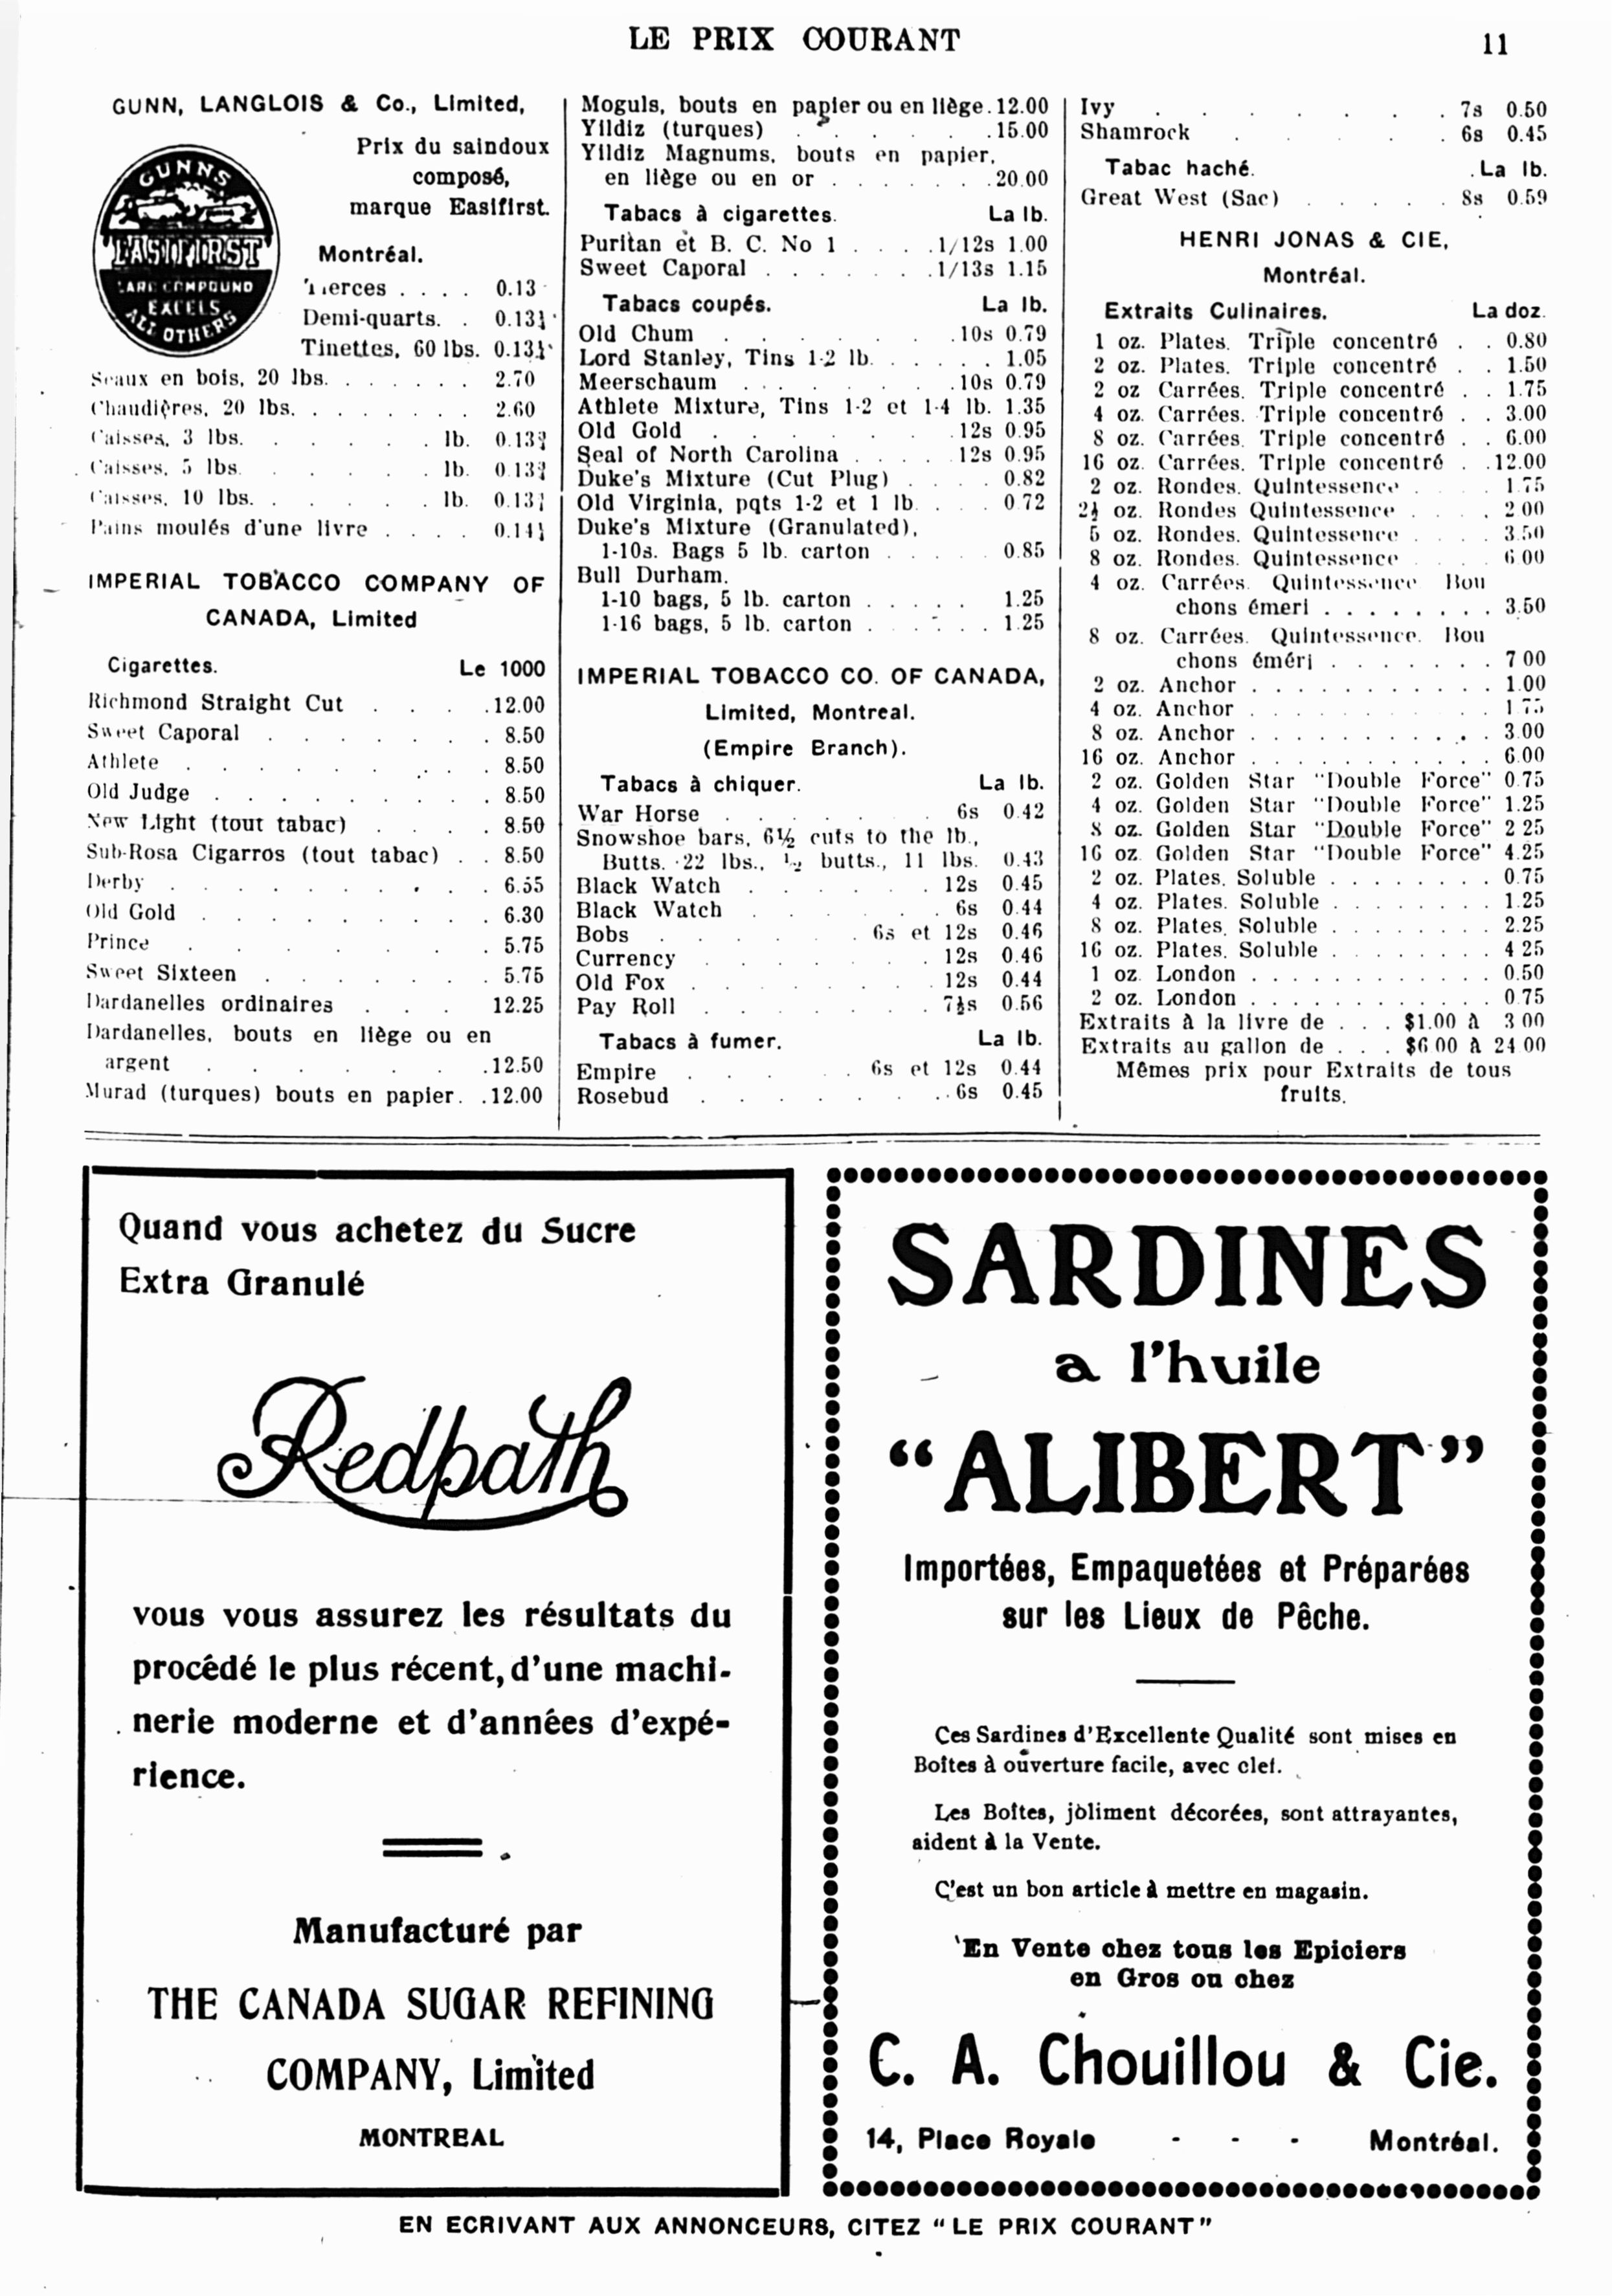 LE PRIX COURANT
11
GUNN, LANGLOIS & Co., Limited,
GUNNS
EASIFIRST
LARD COMPOUND
EXCELS
ALL OTHERS
Prix du saindoux
composé,
marque Easifirst.
Montréal.
Tierces . . . . 0.13
Demi-quarts. . 0.13½
Tinettes, 60 lbs. 0.13½
Seaux en bois, 20 lbs. . . . . . . 2.70
Chaudières, 20 lbs. . . . . . . . 2.60
Caisses, 3 lbs. . . . . . lb. 0.13¾
Caisses, 5 lbs. . . . . . lb. 0.13¾
Caisses, 10 lbs. . . . . . lb.
Pains moulés d'une livre . . . .
IMPERIAL TOBACCO COMPANY OF
CANADA, Limited
Cigarettes. Le 1000
Richmond Straight Cut . . . .12.00
Sweet Caporal . . . . . . . 8.50
Athlete . . . . . . . . 8.50
Old Judge . . . . . . . . 8.50
New Light (tout tabac) . . . . 8.50
Sub-Rosa Cigarros (tout tabac) . . 8.50
Derby . . . . . . . . 6.55
Old Gold . . . . . . . . 6.30
Prince . . . . . . . 5.75
Sweet Sixteen . . . . . . 5.75
Dardanelles ordinaires . . . 12.25
Dardanelles, bouts en liège ou en
argent . . . . . . .12.50
Murad (turques) bouts en papier. .12.00
Moguls, bouts en papier ou en liège.12.00
Yildiz (turques) . . . . . .15.00
Yildiz Magnums, bouts en papier,
en liège ou en or . . . . . . .20.00
Tabacs à cigarettes. La lb.
Puritan et B. C. No 1 . . . .1/12s 1.00
Sweet Caporal . . . . . . .1/13s 1.15
Tabacs coupés. La lb.
Old Chum . . . . . . . .10s 0.79
Lord Stanley, Tins 1-2 lb. . . . . . 1.05
Meerschaum . . . . . . . .10s 0.79
Athlete Mixture, Tins 1-2 et 1-4 lb. 1.35
Old Gold . . . . . . . .12s 0.95
Seal of North Carolina . . . . 12s 0.95
Duke's Mixture (Cut Plug) . . . . 0.82
Old Virginia, pqts 1-2 et 1 lb. . . . 0.72
Duke's Mixture (Granulated),
1-10s. Bags 5 lb. carton . . . . . 0.85
Bull Durham.
1-10 bags, 5 lb. carton . . . . . 1.25
1-16 bags, 5 lb. carton . . . . . 1.25
IMPERIAL TOBACCO CO. OF CANADA,
Limited, Montreal.
(Empire Branch).
Tabacs à chiquer. La lb.
War Horse . . . . . . 6s 0.42
Snowshoe bars, 6½ cuts to the lb.,
Butts. 22 lbs., ½ butts., 11 lbs. 0.43
Black Watch . . . . . . 12s 0.45
Black Watch . . . . . . 6s 0.44
Bobs . . . . . 6s et 12s 0.46
Currency . . . . . . . 12s 0.46
Old Fox . . . . . . . 12s 0.44
Pay Roll . . . . . . . 7½s 0.56
Tabacs à fumer. La lb.
Empire . . . . . 6s et 12s 0.44
Rosebud . . . . . . . .6s 0.45
Ivy . . . . . . . . 7s 0.50
Shamrock . . . . . 6s 0.45
Tabac haché. La lb.
Great West (Sac) . . . . . 8s 0.59
HENRI JONAS & CIE,
Montréal.
Extraits Culinaires. La doz.
1 oz. Plates. Triple concentré . . 0.80
2 oz. Plates. Triple concentré . . 1.50
2 oz Carrées. Triple concentré . . 1.75
4 oz. Carrées. Triple concentré . . 3.00
8 oz. Carrées. Triple concentré . . 6.00
16 oz. Carrées. Triple concentré . .12.00
2 oz. Rondes. Quintessence . . . . 1.75
2½ oz. Rondes Quintessence . . . . 2.00
5 oz. Rondes. Quintessence . . . . 3.50
8 oz. Rondes. Quintessence . . . . 6.00
4 oz. Carrées. Quintessence Bou
chons émeri . . . . . . . . 3.50
8 oz. Carrées. Quintessence. Bou
chons éméri . . . . . . . 7 00
2 oz. Anchor . . . . . . . . . . . 1.00
4 oz. Anchor . . . . . . . . . . . 1.75
8 oz. Anchor . . . . . . . . . . . 3.00
16 oz. Anchor . . . . . . . . . . . 6.00
2 oz. Golden Star "Double Force" 0.75
4 oz. Golden Star "Double Force" 1.25
8 oz. Golden Star "Double Force" 2 25
16 oz Golden Star "Double Force" 4.25
2 oz. Plates. Soluble . . . . . . . . 0.75
4 oz. Plates. Soluble . . . . . . . . 1.25
8 oz. Plates. Soluble . . . . . . . . 2.25
16 oz. Plates. Soluble . . . . . . . . 4 25
1 oz. London . . . . . . . . . . . . 0.50
2 oz. London . . . . . . . . . . . . 0.75
Extraits à la livre de . . . $1.00 à 3 00
Extraits au gallon de . . . $6.00 à 24.00
Mêmes prix pour Extraits de tous
fruits.
Quand vous achetez du Sucre
Extra Granulé
Redpath
vous vous assurez les résultats du
procédé le plus récent, d'une machi-
nerie moderne et d'années d'expé-
rience.
Manufacturé par
THE CANADA SUGAR REFINING
COMPANY, Limited
MONTREAL
SARDINES
a l'huile
"ALIBERT"
Importées, Empaquetées et Préparées
sur les Lieux de Pêche.
Ces Sardines d'Excellente Qualité sont mises en
Boîtes à ouverture facile, avec clef.
Les Boîtes, joliment décorées, sont attrayantes,
aident à la Vente.
C'est un bon article à mettre en magasin.
En Vente chez tous les Epiciers
en Gros ou chez
C. A. Chouillou & Cie.
14, Place Royale - - - Montréal.
EN ECRIVANT AUX ANNONCEURS, CITEZ "LE PRIX COURANT"